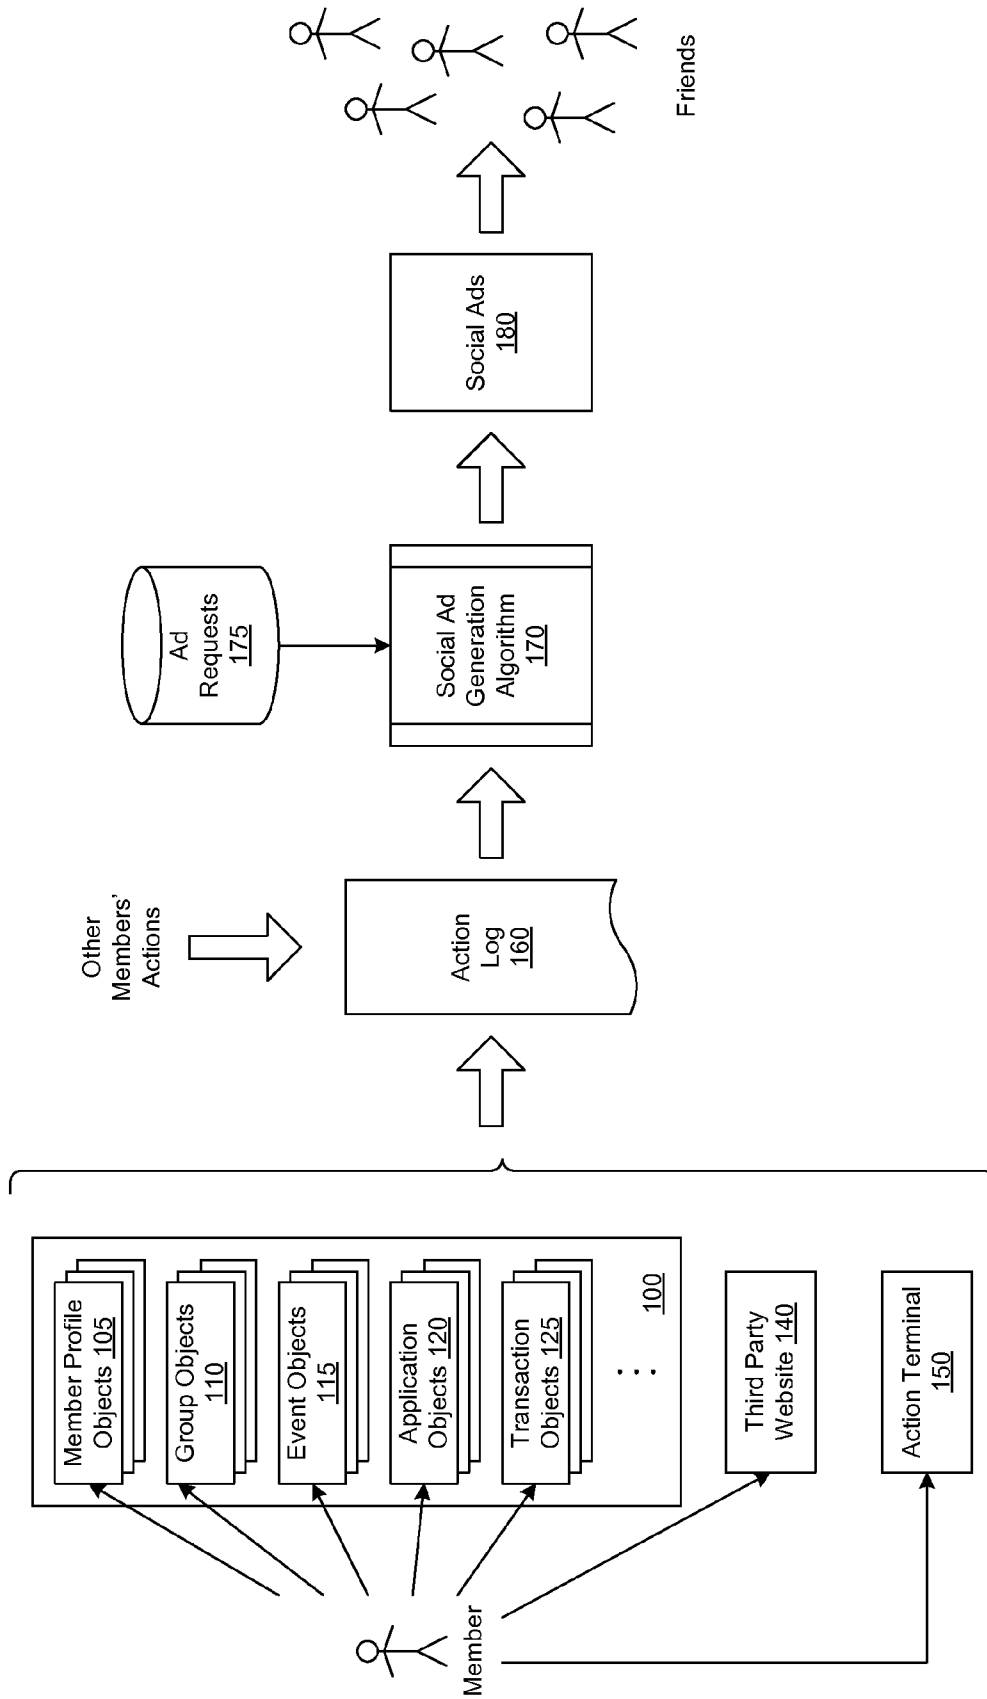 Member
Member Profile
Objects 105
Group Objects
110
Event Objects
115
Application
Objects 120
Transaction
Objects 125
...
100
Third Party
Website 140
Action Terminal
150
Other
Members'
Actions
Action
Log
160
Ad
Requests
175
Social Ad
Generation
Algorithm
170
Social Ads
180
Friends